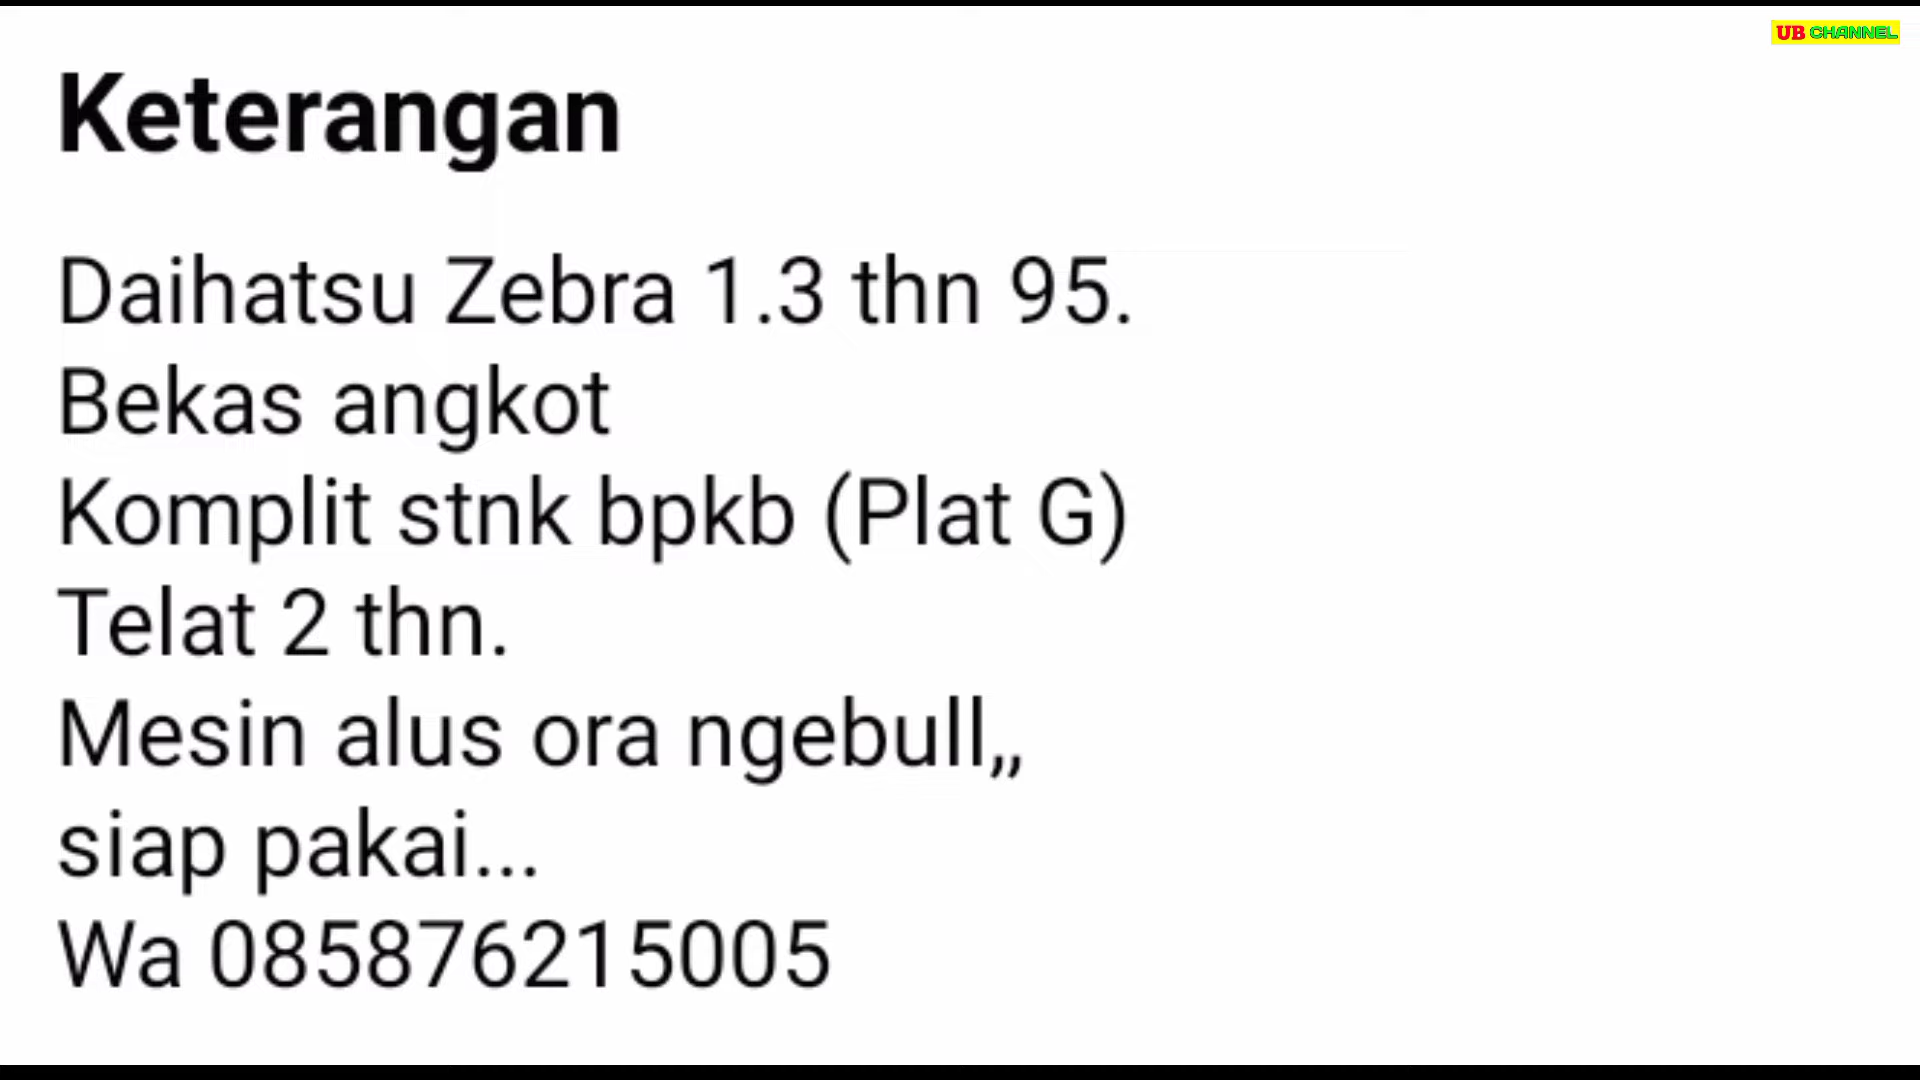 UB CHANNEL
Keterangan
Daihatsu Zebra 1.3 thn 95.
Bekas angkot
Komplit stnk bpkb (Plat G)
Telat 2 thn.
Mesin alus ora ngebull,,
siap pakai...
Wa 085876215005